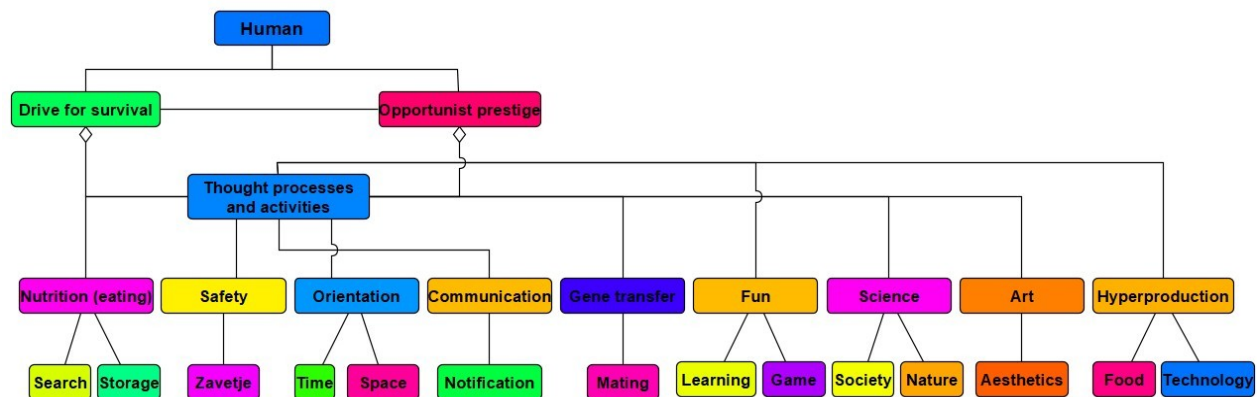 Human
Drive for survival
Opportunist prestige
Thought processes
and activities
Nutrition (eating)
Safety
Orientation
Communication
Gene transfer
Fun
Science
Art
Hyperproduction
Search
Storage
Zavetje
Time
Space
Notification
Mating
Learning
Game
Society
Nature
Aesthetics
Food
Technology